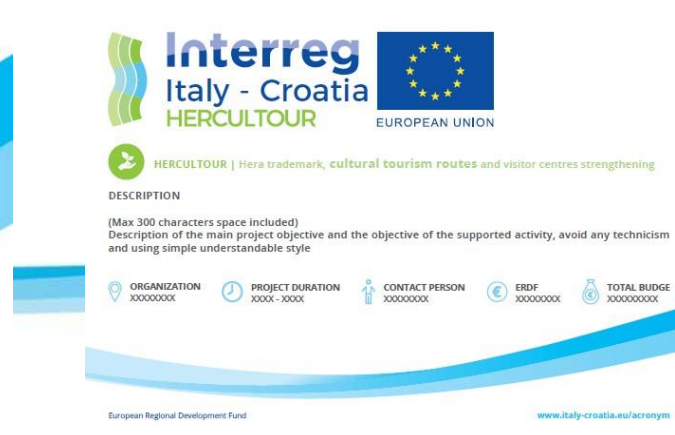 Interreg
Italy - Croatia
HERCULTOUR
EUROPEAN UNION
HERCULTOUR | Hera trademark, cultural tourism routes and visitor centres strengthening
DESCRIPTION
(Max 300 characters space included)
Description of the main project objective and the objective of the supported activity, avoid any technicism
and using simple understandable style
ORGANIZATION
XXXXXXXX
PROJECT DURATION
XXXX - XXXX
CONTACT PERSON
XXXXXXXX
ERDF
XXXXXXXX
TOTAL BUDGE
XXXXXXXXX
European Regional Development Fund
www.italy-croatia.eu/acronym